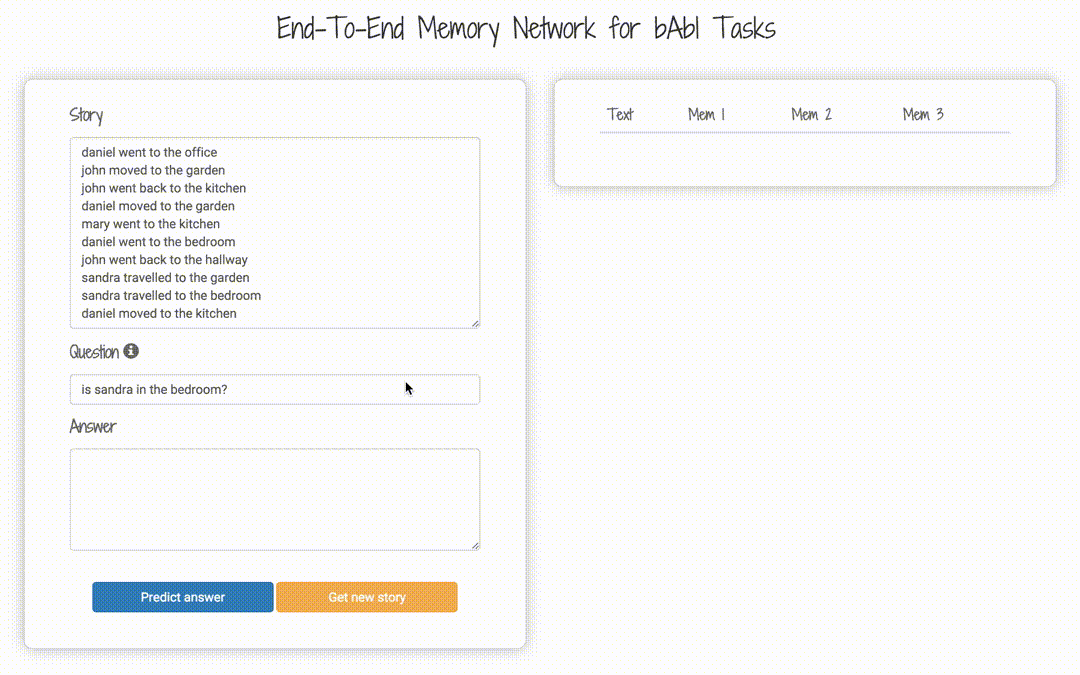 End-To-End Memory Network for bAbI Tasks
Story
daniel went to the office
john moved to the garden
john went back to the kitchen
daniel moved to the garden
mary went to the kitchen
daniel went to the bedroom
john went back to the hallway
sandra travelled to the garden
sandra travelled to the bedroom
daniel moved to the kitchen
Question
is sandra in the bedroom?
Answer
Predict answer
Get new story
Text Mem 1 Mem 2 Mem 3